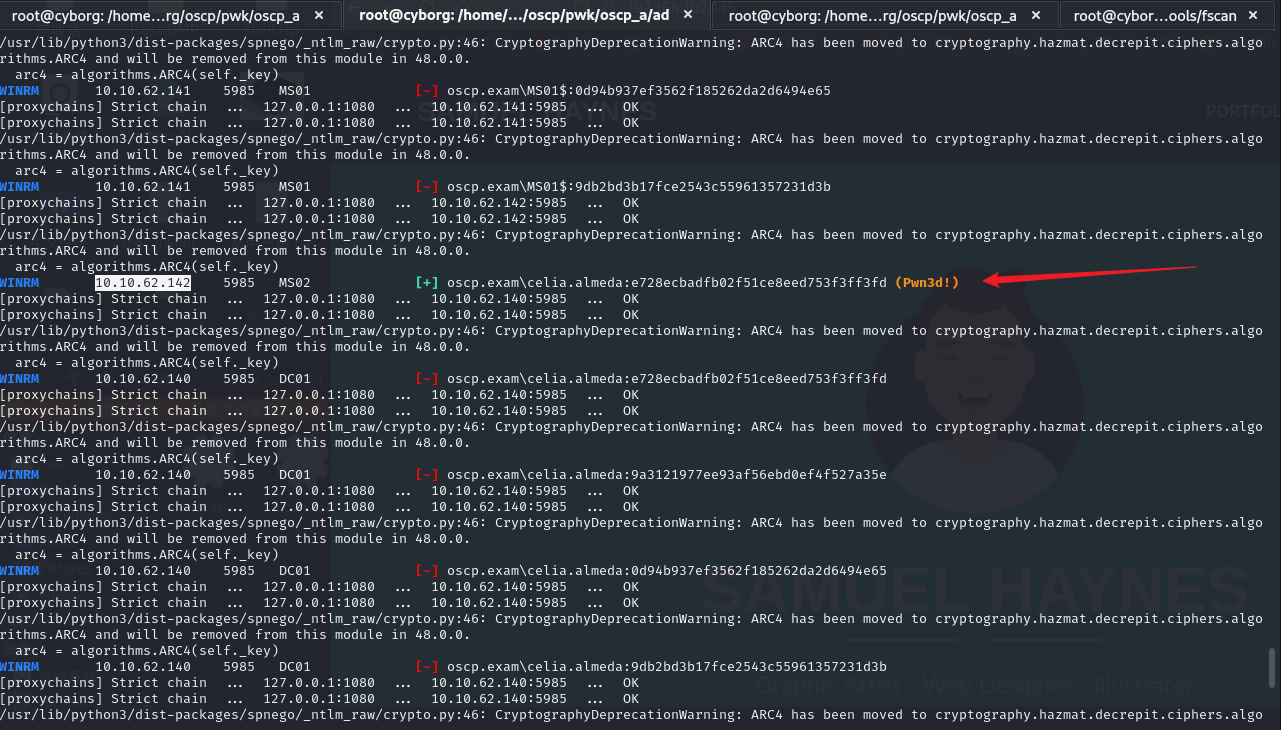 root@cyborg: /home/...rg/oscp/pwk/oscp_a × root@cyborg: /home/.../oscp/pwk/oscp_a/ad × root@cyborg: /home...rg/oscp/pwk/oscp_a × root@cybor...ools/fscan ×
/usr/lib/python3/dist-packages/spnego/_ntlm_raw/crypto.py:46: CryptographyDeprecationWarning: ARC4 has been moved to cryptography.hazmat.decrepit.ciphers.algo
rithms.ARC4 and will be removed from this module in 48.0.0.
arc4 = algorithms.ARC4(self._key)
WINRM 10.10.62.141 5985 MS01 [-] oscp.exam\MS01$:0d94b937ef3562f185262da2d6494e65
[proxychains] Strict chain ... 127.0.0.1:1080 ... 10.10.62.141:5985 ... OK
[proxychains] Strict chain ... 127.0.0.1:1080 ... 10.10.62.141:5985 ... OK
/usr/lib/python3/dist-packages/spnego/_ntlm_raw/crypto.py:46: CryptographyDeprecationWarning: ARC4 has been moved to cryptography.hazmat.decrepit.ciphers.algo
rithms.ARC4 and will be removed from this module in 48.0.0.
arc4 = algorithms.ARC4(self._key)
WINRM 10.10.62.141 5985 MS01 [-] oscp.exam\MS01$:9db2bd3b17fce2543c55961357231d3b
[proxychains] Strict chain ... 127.0.0.1:1080 ... 10.10.62.142:5985 ... OK
[proxychains] Strict chain ... 127.0.0.1:1080 ... 10.10.62.142:5985 ... OK
/usr/lib/python3/dist-packages/spnego/_ntlm_raw/crypto.py:46: CryptographyDeprecationWarning: ARC4 has been moved to cryptography.hazmat.decrepit.ciphers.algo
rithms.ARC4 and will be removed from this module in 48.0.0.
arc4 = algorithms.ARC4(self._key)
WINRM 10.10.62.142 5985 MS02 [+] oscp.exam\celia.almeda:e728ecbadfb02f51ce8eed753f3ff3fd (Pwn3d!)
[proxychains] Strict chain ... 127.0.0.1:1080 ... 10.10.62.140:5985 ... OK
[proxychains] Strict chain ... 127.0.0.1:1080 ... 10.10.62.140:5985 ... OK
/usr/lib/python3/dist-packages/spnego/_ntlm_raw/crypto.py:46: CryptographyDeprecationWarning: ARC4 has been moved to cryptography.hazmat.decrepit.ciphers.algo
rithms.ARC4 and will be removed from this module in 48.0.0.
arc4 = algorithms.ARC4(self._key)
WINRM 10.10.62.140 5985 DC01 [-] oscp.exam\celia.almeda:e728ecbadfb02f51ce8eed753f3ff3fd
[proxychains] Strict chain ... 127.0.0.1:1080 ... 10.10.62.140:5985 ... OK
[proxychains] Strict chain ... 127.0.0.1:1080 ... 10.10.62.140:5985 ... OK
/usr/lib/python3/dist-packages/spnego/_ntlm_raw/crypto.py:46: CryptographyDeprecationWarning: ARC4 has been moved to cryptography.hazmat.decrepit.ciphers.algo
rithms.ARC4 and will be removed from this module in 48.0.0.
arc4 = algorithms.ARC4(self._key)
WINRM 10.10.62.140 5985 DC01 [-] oscp.exam\celia.almeda:9a3121977ee93af56ebd0ef4f527a35e
[proxychains] Strict chain ... 127.0.0.1:1080 ... 10.10.62.140:5985 ... OK
[proxychains] Strict chain ... 127.0.0.1:1080 ... 10.10.62.140:5985 ... OK
/usr/lib/python3/dist-packages/spnego/_ntlm_raw/crypto.py:46: CryptographyDeprecationWarning: ARC4 has been moved to cryptography.hazmat.decrepit.ciphers.algo
rithms.ARC4 and will be removed from this module in 48.0.0.
arc4 = algorithms.ARC4(self._key)
WINRM 10.10.62.140 5985 DC01 [-] oscp.exam\celia.almeda:0d94b937ef3562f185262da2d6494e65
[proxychains] Strict chain ... 127.0.0.1:1080 ... 10.10.62.140:5985 ... OK
[proxychains] Strict chain ... 127.0.0.1:1080 ... 10.10.62.140:5985 ... OK
/usr/lib/python3/dist-packages/spnego/_ntlm_raw/crypto.py:46: CryptographyDeprecationWarning: ARC4 has been moved to cryptography.hazmat.decrepit.ciphers.algo
rithms.ARC4 and will be removed from this module in 48.0.0.
arc4 = algorithms.ARC4(self._key)
WINRM 10.10.62.140 5985 DC01 [-] oscp.exam\celia.almeda:9db2bd3b17fce2543c55961357231d3b
[proxychains] Strict chain ... 127.0.0.1:1080 ... 10.10.62.140:5985 ... OK
[proxychains] Strict chain ... 127.0.0.1:1080 ... 10.10.62.140:5985 ... OK
/usr/lib/python3/dist-packages/spnego/_ntlm_raw/crypto.py:46: CryptographyDeprecationWarning: ARC4 has been moved to cryptography.hazmat.decrepit.ciphers.algo
SAMUEL HAYNES
PORTFOL
SAMUEL HAYNES
Graphic Artist - Web Designer - Illustrator